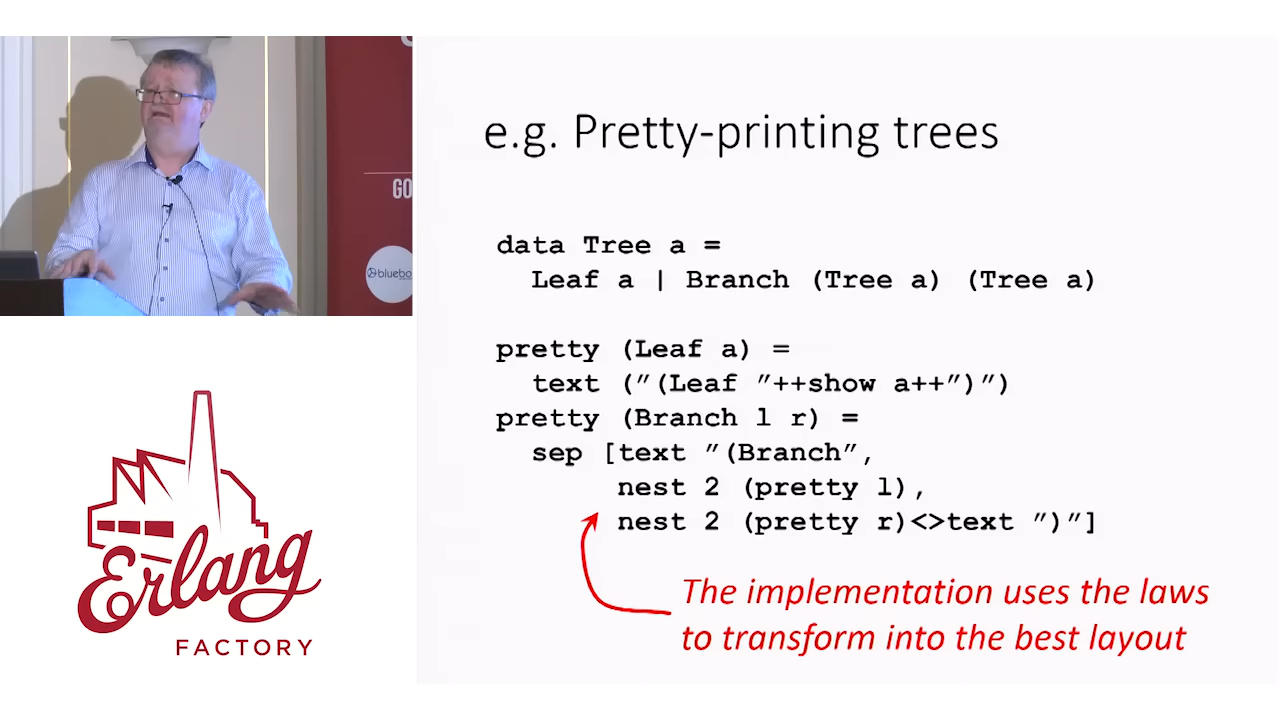 GO
bluebo
e.g. Pretty-printing trees
data Tree a =
Leaf a | Branch (Tree a) (Tree a)
pretty (Leaf a) =
text (”(Leaf ”++show a++”)”)
pretty (Branch l r) =
sep [text ”(Branch”,
nest 2 (pretty l),
nest 2 (pretty r)<>text ”)”]
The implementation uses the laws
to transform into the best layout
Erlang
FACTORY